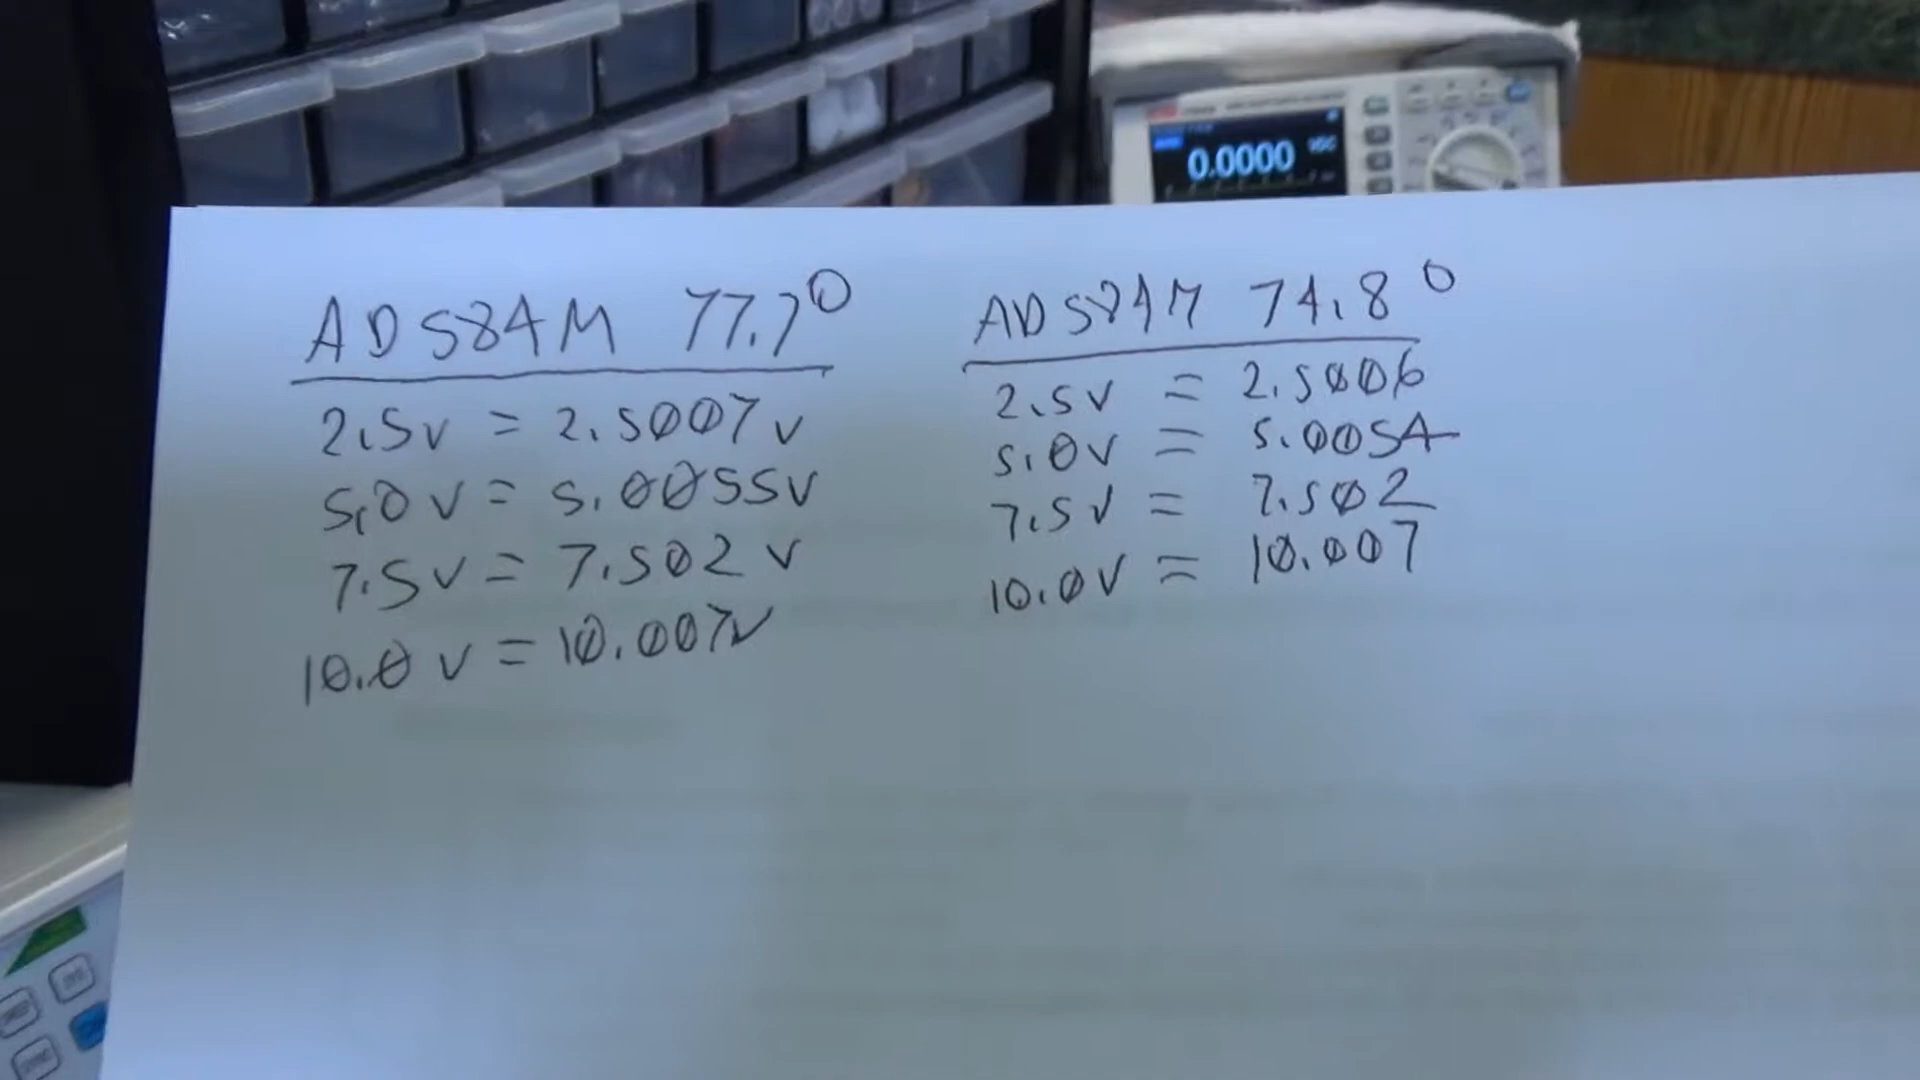 0.0000 VDC
AD584M 77.7°
2.5v = 2.5007v
5.0v = 5.0055v
7.5v = 7.502v
10.0v = 10.007v
AD584M 74.8°
2.5v = 2.5006
5.0v = 5.0054
7.5v = 7.502
10.0v = 10.007